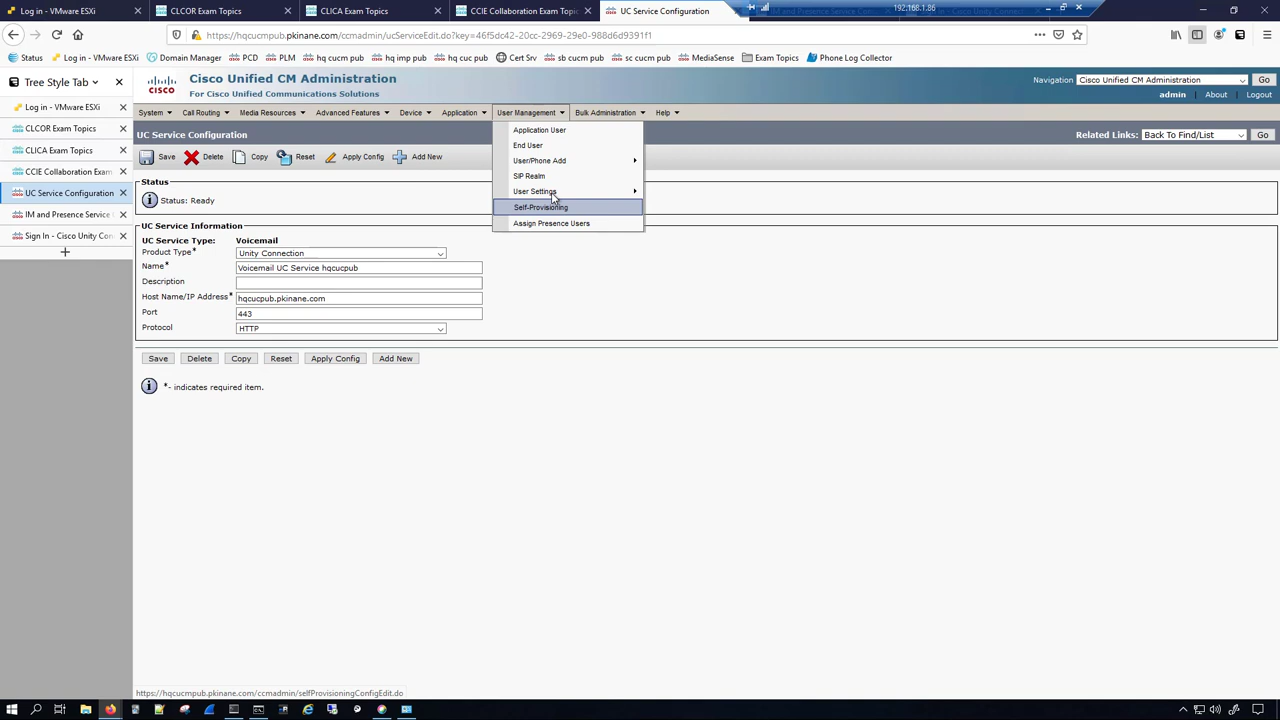 Log in - VMware ESXi
CLCOR Exam Topics
CLICA Exam Topics
CCIE Collaboration Exam Topic
UC Service Configuration
192.168.1.86
https://hqcucmpub.pkinane.com/ccmadmin/ucServiceEdit.do?key=46f5dc42-20cc-2969-29e0-988d6d9391f1
Status
Log in - VMware ESXi
Domain Manager
PCD
PLM
hq cucm pub
hq imp pub
hq cuc pub
Cert Srv
sb cucm pub
sc cucm pub
MediaSense
Exam Topics
Phone Log Collector
Tree Style Tab
Log in - VMware ESXi
CLCOR Exam Topics
CLICA Exam Topics
CCIE Collaboration Exam
UC Service Configuration
IM and Presence Service
Sign In - Cisco Unity Con
CISCO
Cisco Unified CM Administration
For Cisco Unified Communications Solutions
Navigation Cisco Unified CM Administration Go
admin About Logout
System Call Routing Media Resources Advanced Features Device Application User Management Bulk Administration Help
UC Service Configuration
Related Links: Back To Find/List Go
Save Delete Copy Reset Apply Config Add New
Application User
End User
User/Phone Add
SIP Realm
User Settings
Self-Provisioning
Assign Presence Users
Status
Status: Ready
UC Service Information
UC Service Type: Voicemail
Product Type* Unity Connection
Name* Voicemail UC Service hqcucpub
Description
Host Name/IP Address* hqcucpub.pkinane.com
Port 443
Protocol HTTP
Save Delete Copy Reset Apply Config Add New
*- indicates required item.
https://hqcucmpub.pkinane.com/ccmadmin/selfProvisioningConfigEdit.do